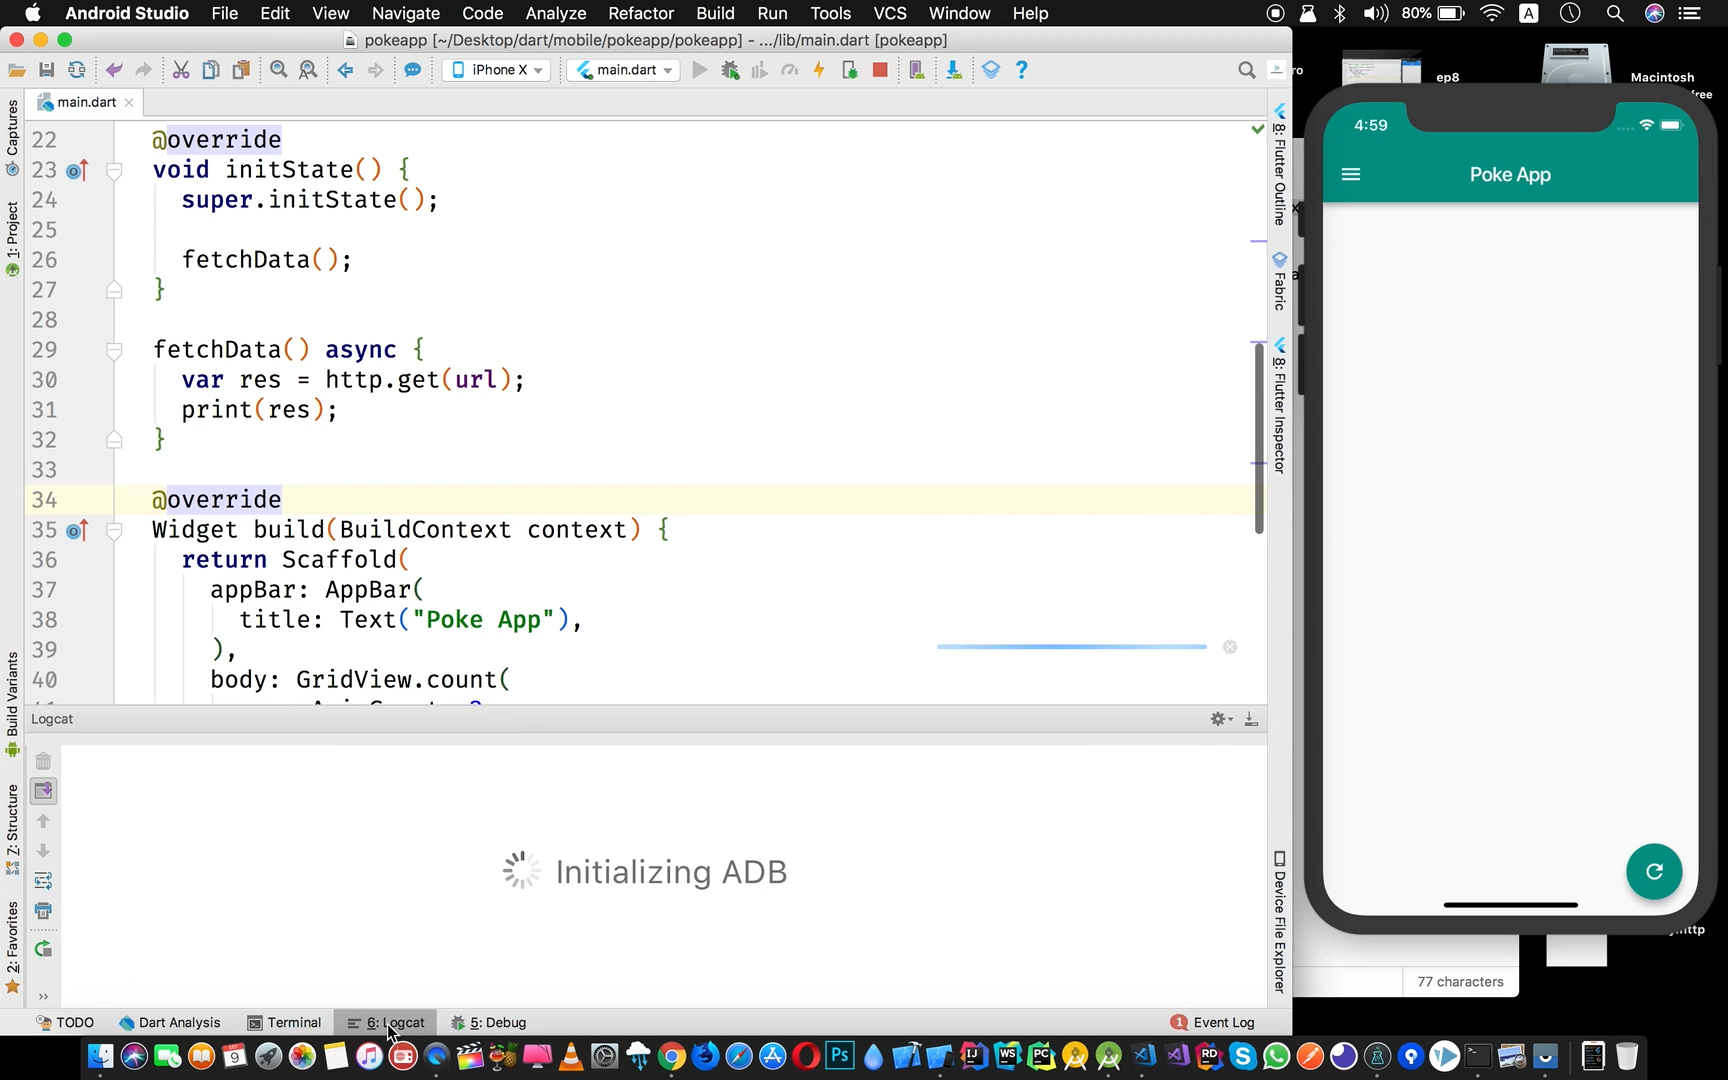 Android Studio File Edit View Navigate Code Analyze Refactor Build Run Tools VCS Window Help 80% A
pokeapp [~/Desktop/dart/mobile/pokeapp/pokeapp] - .../lib/main.dart [pokeapp]
iPhone X main.dart
ep8
Macintosh
free
main.dart
22 @override
23 void initState() {
24 super.initState();
25
26 fetchData();
27 }
28
29 fetchData() async {
30 var res = http.get(url);
31 print(res);
32 }
33
34 @override
35 Widget build(BuildContext context) {
36 return Scaffold(
37 appBar: AppBar(
38 title: Text("Poke App"),
39 ),
40 body: GridView.count(
Captures
1: Project
Build Variants
7: Structure
2: Favorites
8: Flutter Outline
Fabric
8: Flutter Inspector
Device File Explorer
4:59
Poke App
Logcat
Initializing ADB
77 characters
TODO Dart Analysis Terminal 6: Logcat 5: Debug 1 Event Log